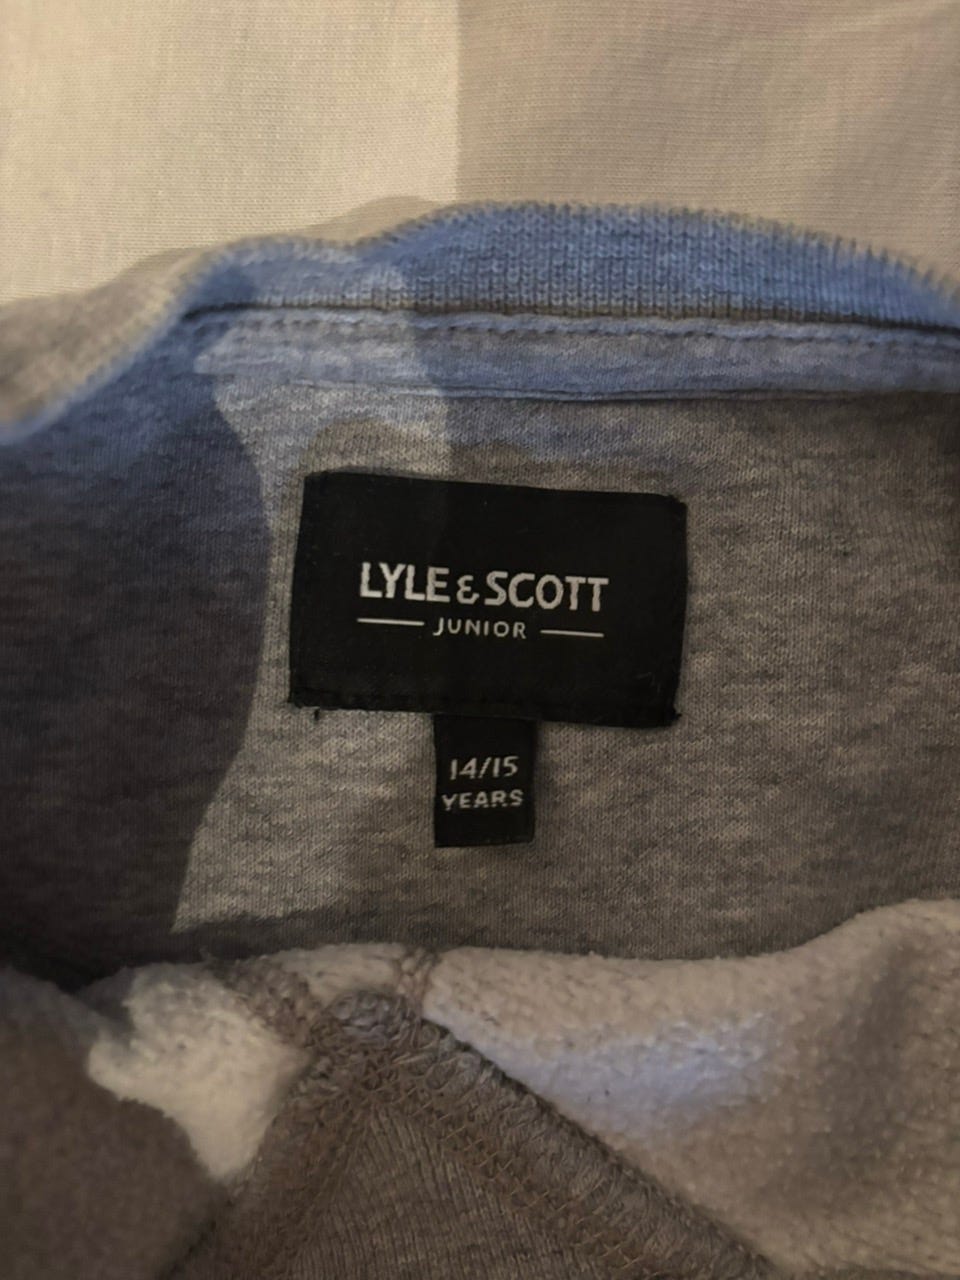 LYLE & SCOTT
JUNIOR
14/15
YEARS